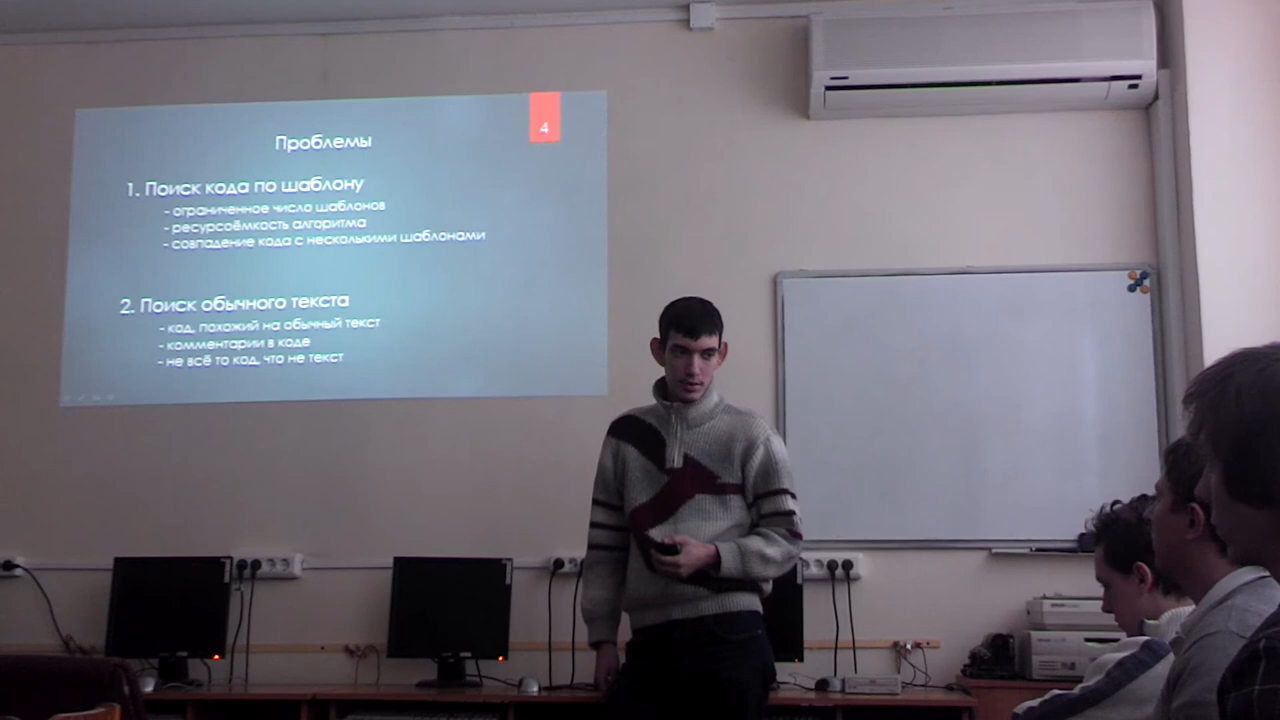 4
Проблемы
1. Поиск кода по шаблону
- ограниченное число шаблонов
- ресурсоёмкость алгоритма
- совпадение кода с несколькими шаблонами
2. Поиск обычного текста
- код, похожий на обычный текст
- комментарии в коде
- не всё то код, что не текст